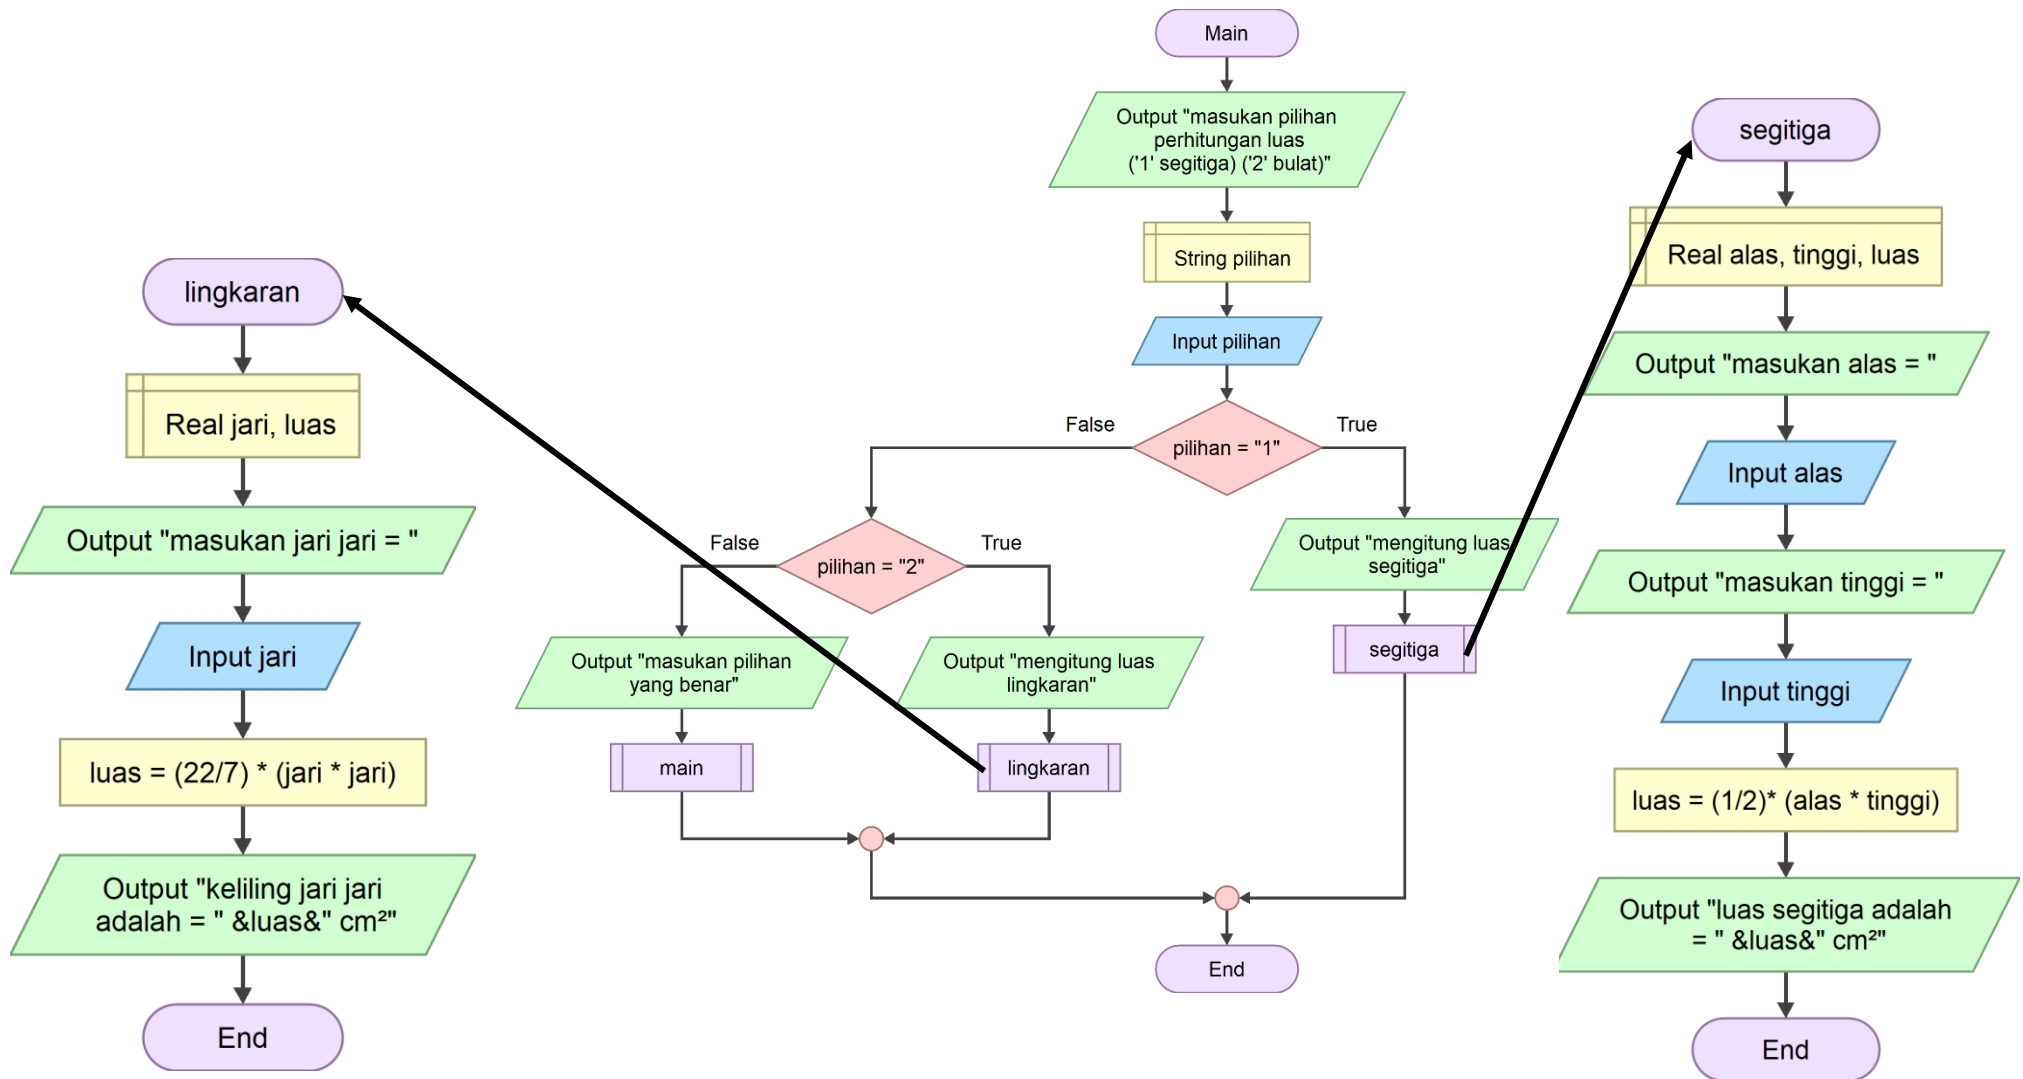 Main
Output "masukan pilihan
perhitungan luas
('1' segitiga) ('2' bulat)"
String pilihan
Input pilihan
pilihan = "1"
False
True
pilihan = "2"
False
True
Output "masukan pilihan
yang benar"
main
Output "mengitung luas
lingkaran"
lingkaran
Output "mengitung luas
segitiga"
segitiga
End
lingkaran
Real jari, luas
Output "masukan jari jari = "
Input jari
luas = (22/7) * (jari * jari)
Output "keliling jari jari
adalah = " &luas&" cm²"
End
segitiga
Real alas, tinggi, luas
Output "masukan alas = "
Input alas
Output "masukan tinggi = "
Input tinggi
luas = (1/2)* (alas * tinggi)
Output "luas segitiga adalah
= " &luas&" cm²"
End